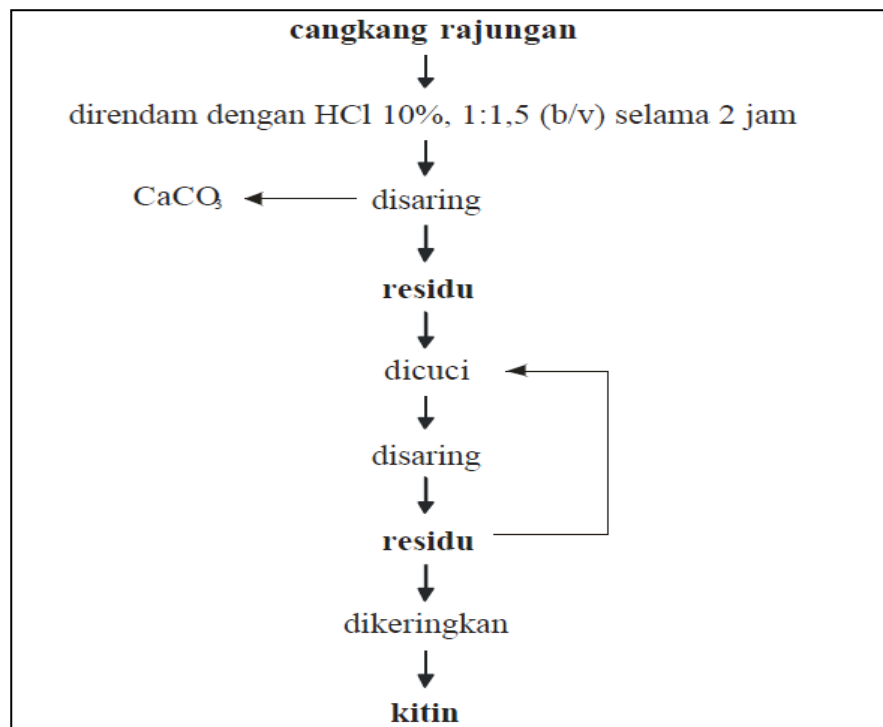 cangkang rajungan
direndam dengan HCl 10%, 1:1,5 (b/v) selama 2 jam
CaCO₃
disaring
residu
dicuci
disaring
residu
dikeringkan
kitin